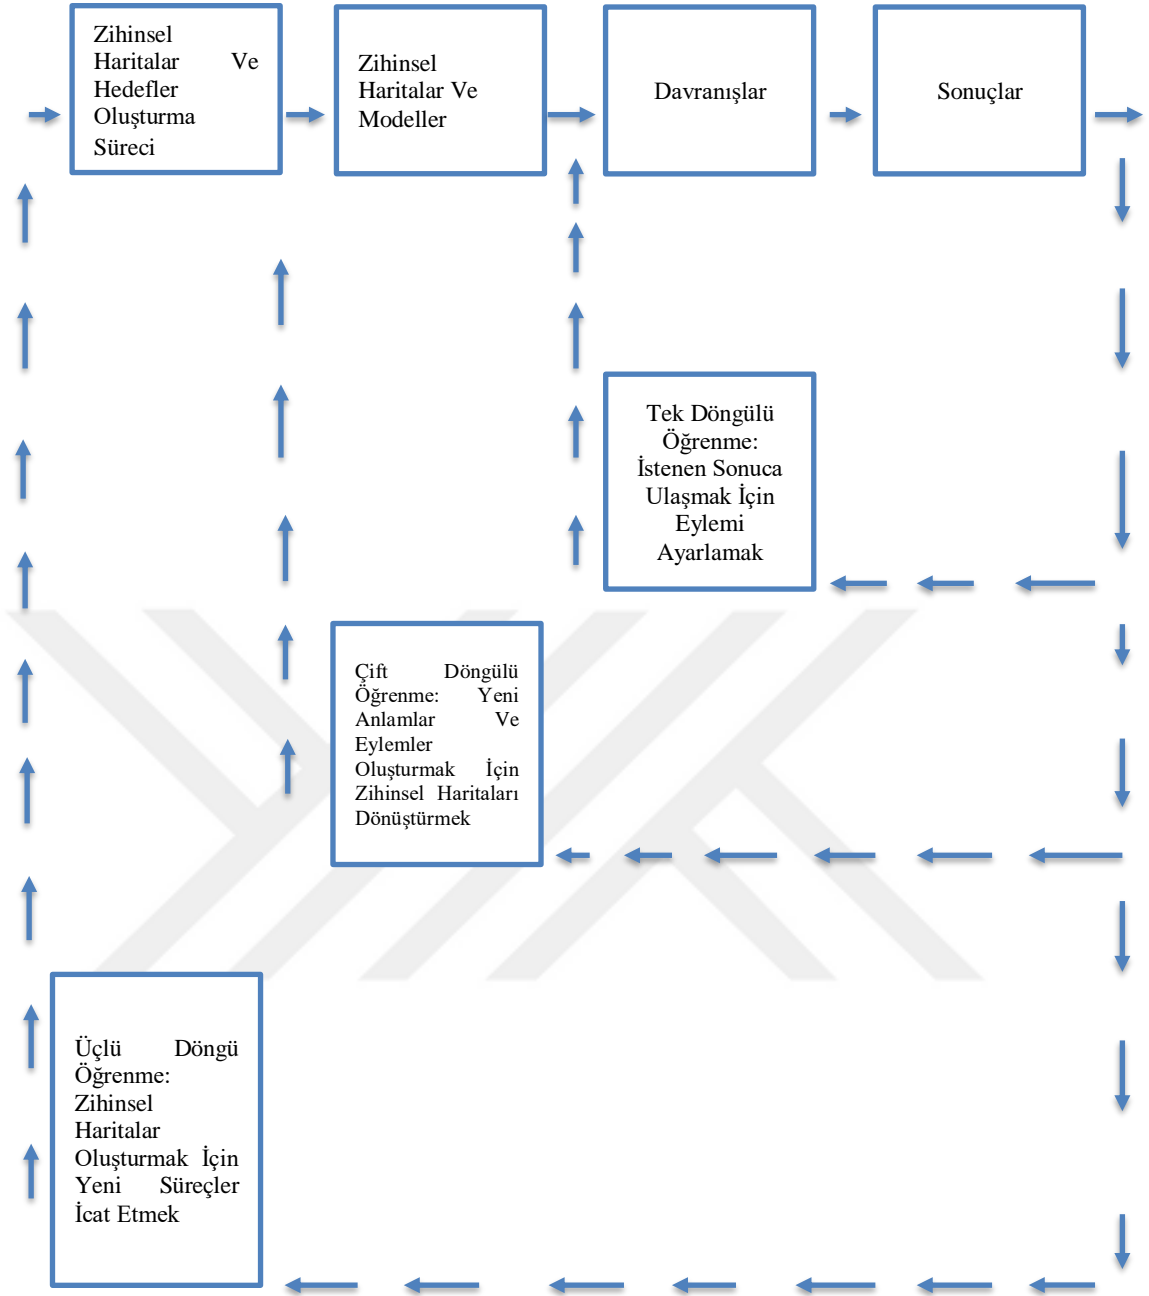 Zihinsel
Haritalar Ve
Hedefler
Oluşturma
Süreci
Zihinsel
Haritalar Ve
Modeller
Davranışlar
Sonuçlar
Tek Döngülü
Öğrenme:
İstenen Sonuca
Ulaşmak İçin
Eylemi
Ayarlamak
Çift Döngülü
Öğrenme: Yeni
Anlamlar Ve
Eylemler
Oluşturmak İçin
Zihinsel Haritaları
Dönüştürmek
Üçlü Döngü
Öğrenme:
Zihinsel
Haritalar
Oluşturmak İçin
Yeni Süreçler
İcat Etmek